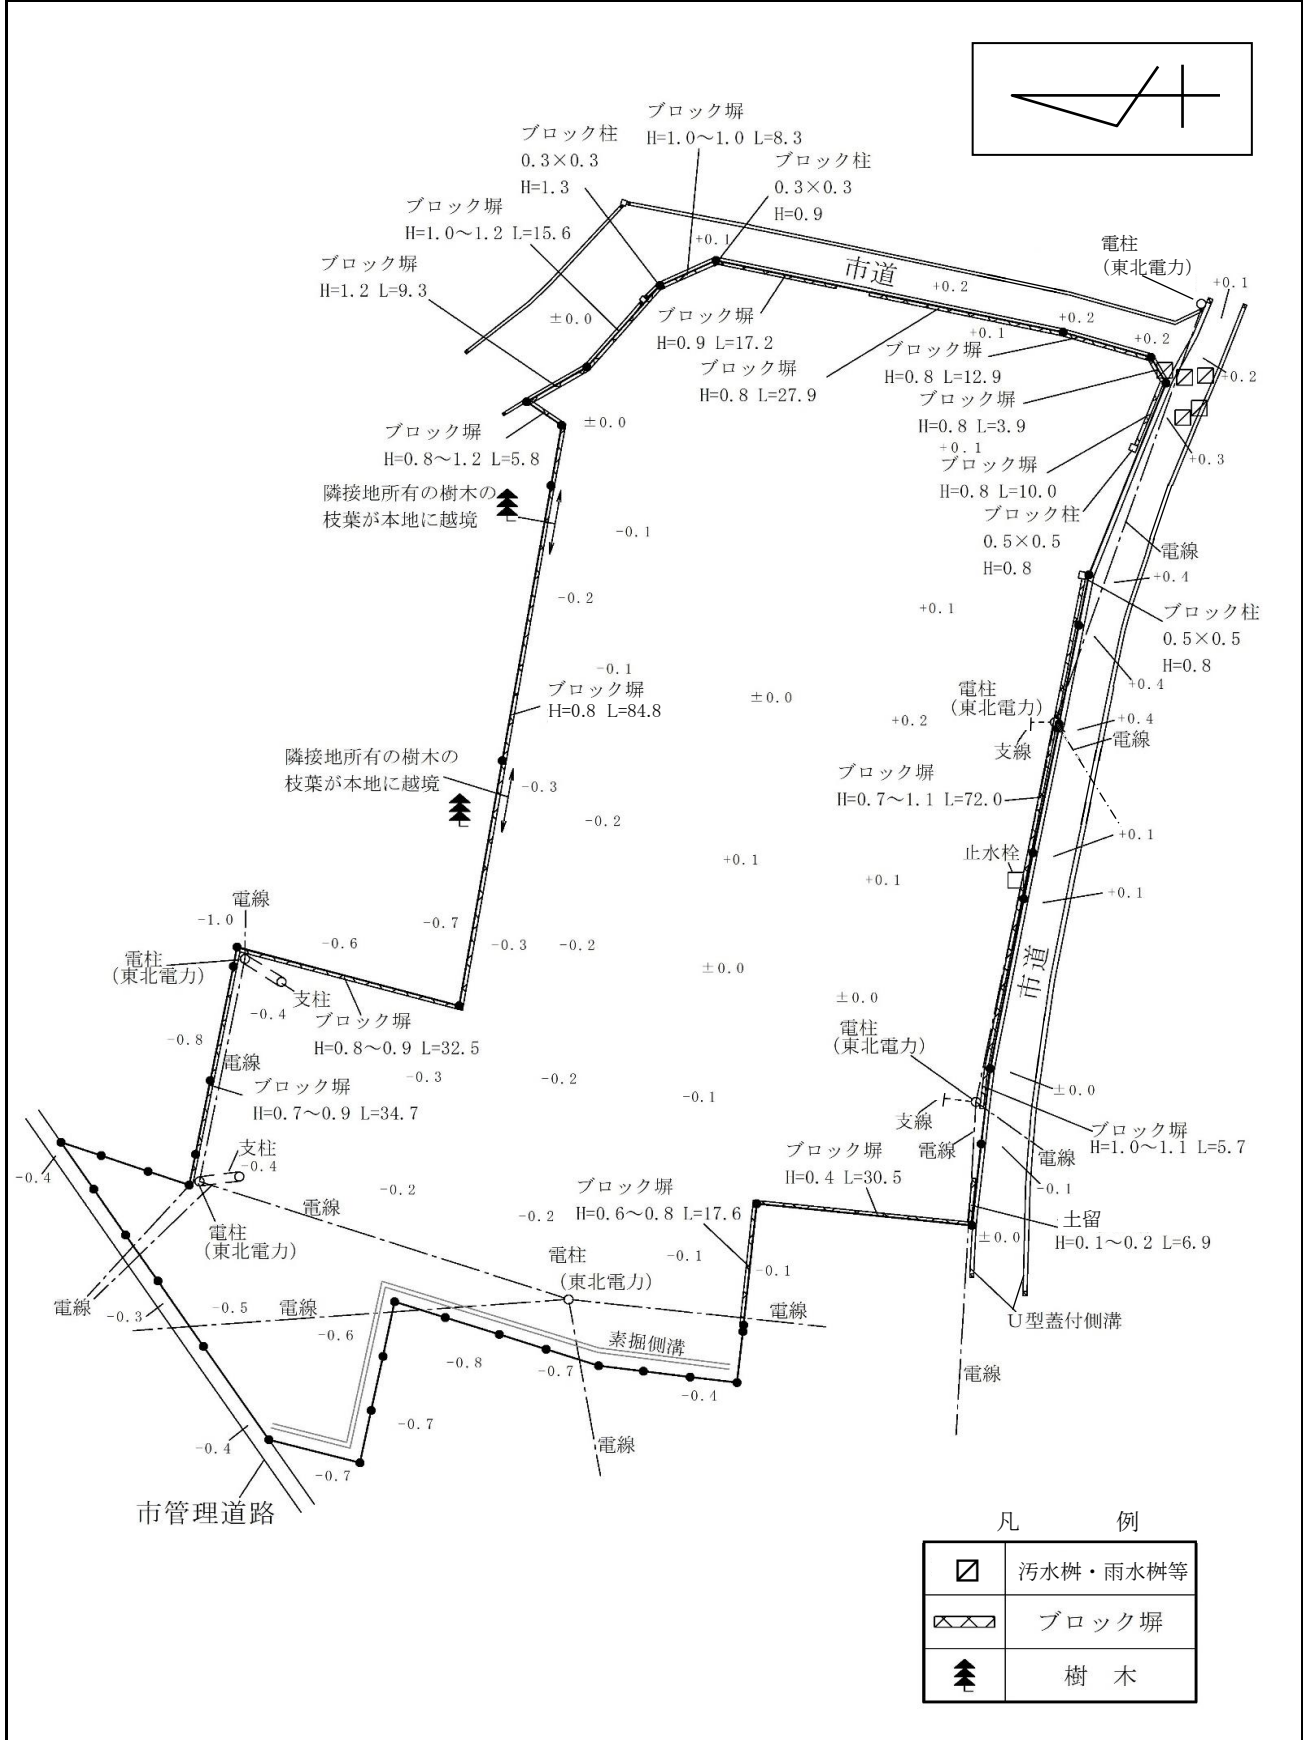 ブロック塀
H=1.0～1.0 L=8.3
ブロック柱
0.3×0.3
H=1.3
ブロック柱
0.3×0.3
H=0.9
ブロック塀
H=1.0～1.2 L=15.6
ブロック塀
H=1.2 L=9.3
+0.1
市道
電柱
（東北電力）
+0.1
+0.2
±0.0
ブロック塀
H=0.9 L=17.2
+0.2
+0.1
+0.2
ブロック塀
H=0.8 L=12.9
ブロック塀
H=0.8 L=27.9
+0.2
ブロック塀
H=0.8 L=3.9
±0.0
ブロック塀
H=0.8～1.2 L=5.8
+0.1
+0.3
ブロック塀
H=0.8 L=10.0
隣接地所有の樹木の
枝葉が本地に越境
ブロック柱
0.5×0.5
H=0.8
-0.1
電線
+0.4
-0.2
+0.1
ブロック柱
0.5×0.5
H=0.8
-0.1
ブロック塀
H=0.8 L=84.8
±0.0
+0.4
電柱
（東北電力）
+0.2
+0.4
支線
電線
隣接地所有の樹木の
枝葉が本地に越境
ブロック塀
H=0.7～1.1 L=72.0
-0.3
-0.2
+0.1
止水栓
+0.1
+0.1
+0.1
電線
-1.0
-0.7
-0.6
-0.3
-0.2
電柱
（東北電力）
±0.0
市道
支柱
±0.0
-0.4
ブロック塀
H=0.8～0.9 L=32.5
電柱
（東北電力）
-0.8
電線
-0.3
-0.2
ブロック塀
H=0.7～0.9 L=34.7
-0.1
±0.0
支線
ブロック塀
H=1.0～1.1 L=5.7
電線
電線
支柱
-0.4
-0.4
ブロック塀
H=0.4 L=30.5
-0.2
ブロック塀
H=0.6～0.8 L=17.6
-0.1
電線
-0.2
土留
H=0.1～0.2 L=6.9
電柱
（東北電力）
±0.0
電柱
（東北電力）
-0.1
-0.1
電線
-0.3
-0.5
電線
電線
U型蓋付側溝
-0.6
素掘側溝
-0.8
-0.7
電線
-0.4
-0.7
-0.4
電線
-0.7
市管理道路
凡　例
汚水桝・雨水桝等
ブロック塀
樹　木